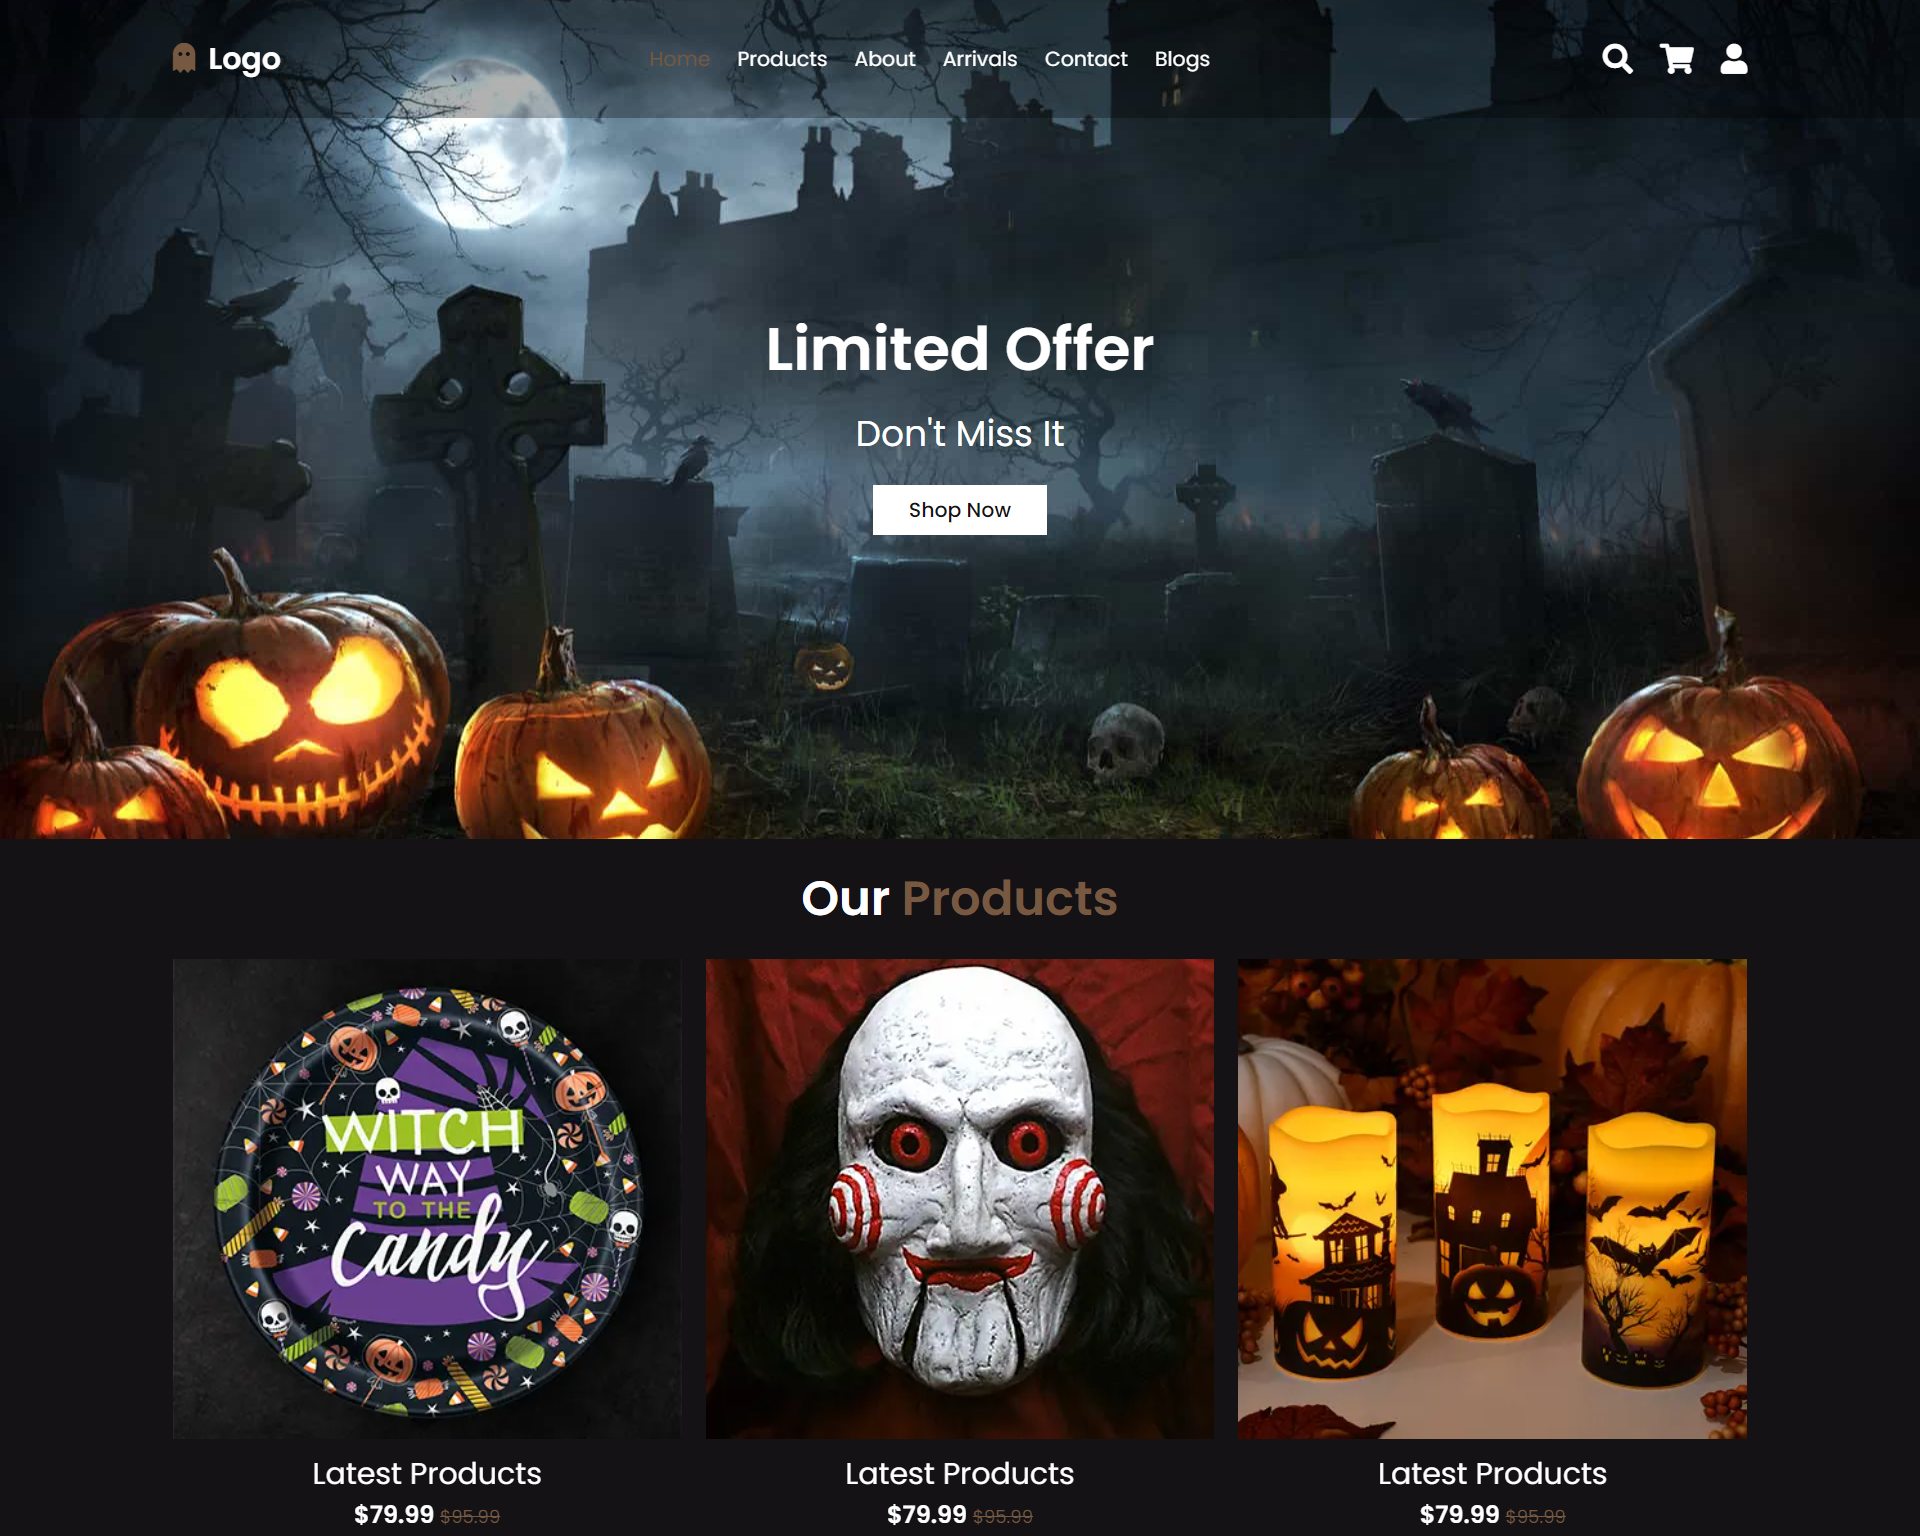 Logo
Home Products About Arrivals Contact Blogs
Limited Offer
Don't Miss It
Shop Now
Our Products
WITCH
WAY
TO THE
Candy
Latest Products
$79.99 $95.99
Latest Products
$79.99 $95.99
Latest Products
$79.99 $95.99